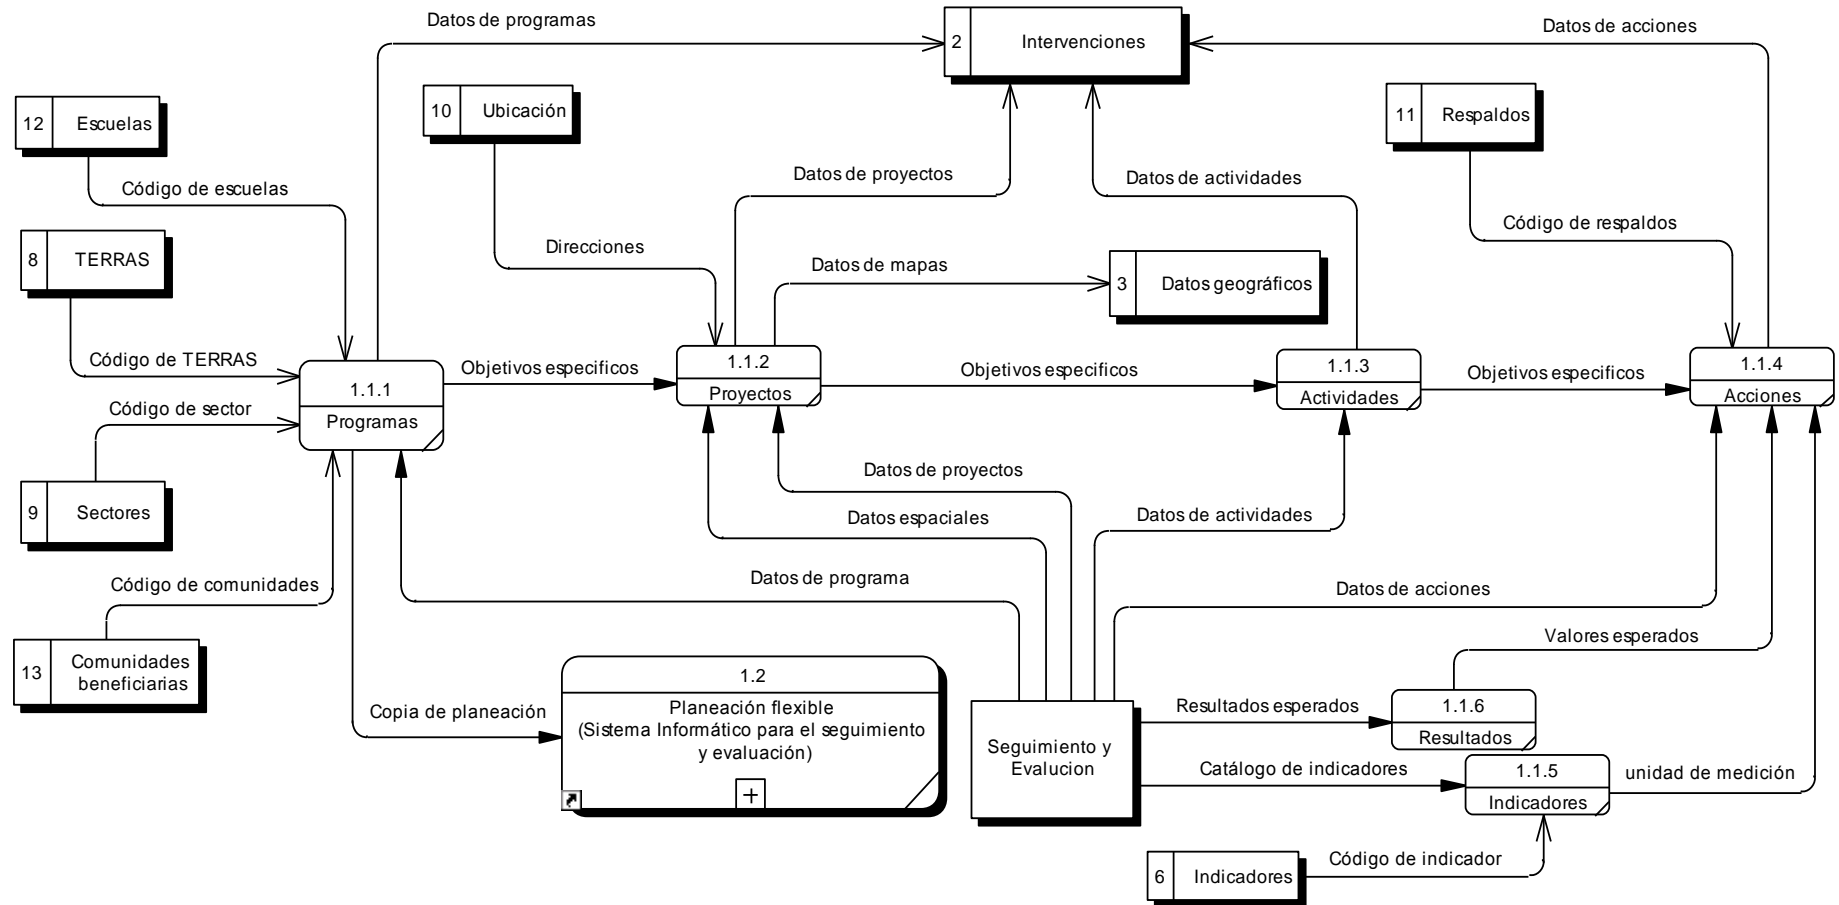 Datos de programas
2
Intervenciones
Datos de acciones
12
Escuelas
10
Ubicación
11
Respaldos
Código de escuelas
Datos de proyectos
Datos de actividades
Código de respaldos
8
TERRAS
Direcciones
Datos de mapas
3
Datos geográficos
Código de TERRAS
1.1.1
Programas
Objetivos especificos
1.1.2
Proyectos
Objetivos especificos
1.1.3
Actividades
Objetivos especificos
1.1.4
Acciones
Código de sector
9
Sectores
Datos de proyectos
Datos espaciales
Datos de actividades
Código de comunidades
Datos de programa
Datos de acciones
13
Comunidades
beneficiarias
Valores esperados
Copia de planeación
1.2
Planeación flexible
(Sistema Informático para el seguimiento
y evaluación)
+
Seguimiento y
Evalucion
Resultados esperados
1.1.6
Resultados
Catálogo de indicadores
1.1.5
Indicadores
unidad de medición
6
Indicadores
Código de indicador